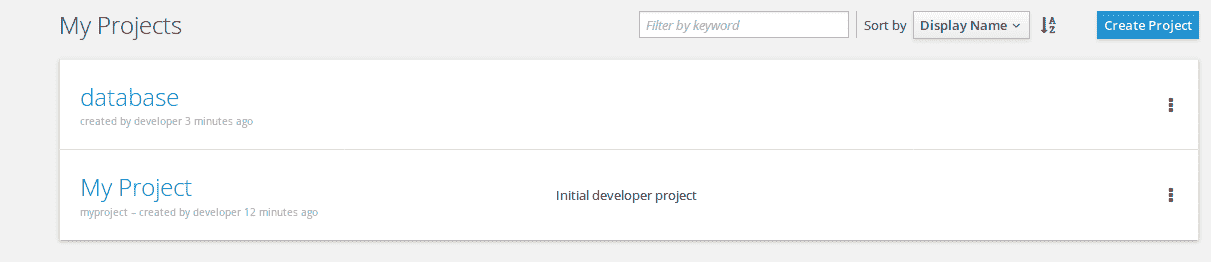 My Projects
Filter by keyword
Sort by
Display Name
A
Z
Create Project
database
created by developer 3 minutes ago
My Project
Initial developer project
myproject – created by developer 12 minutes ago